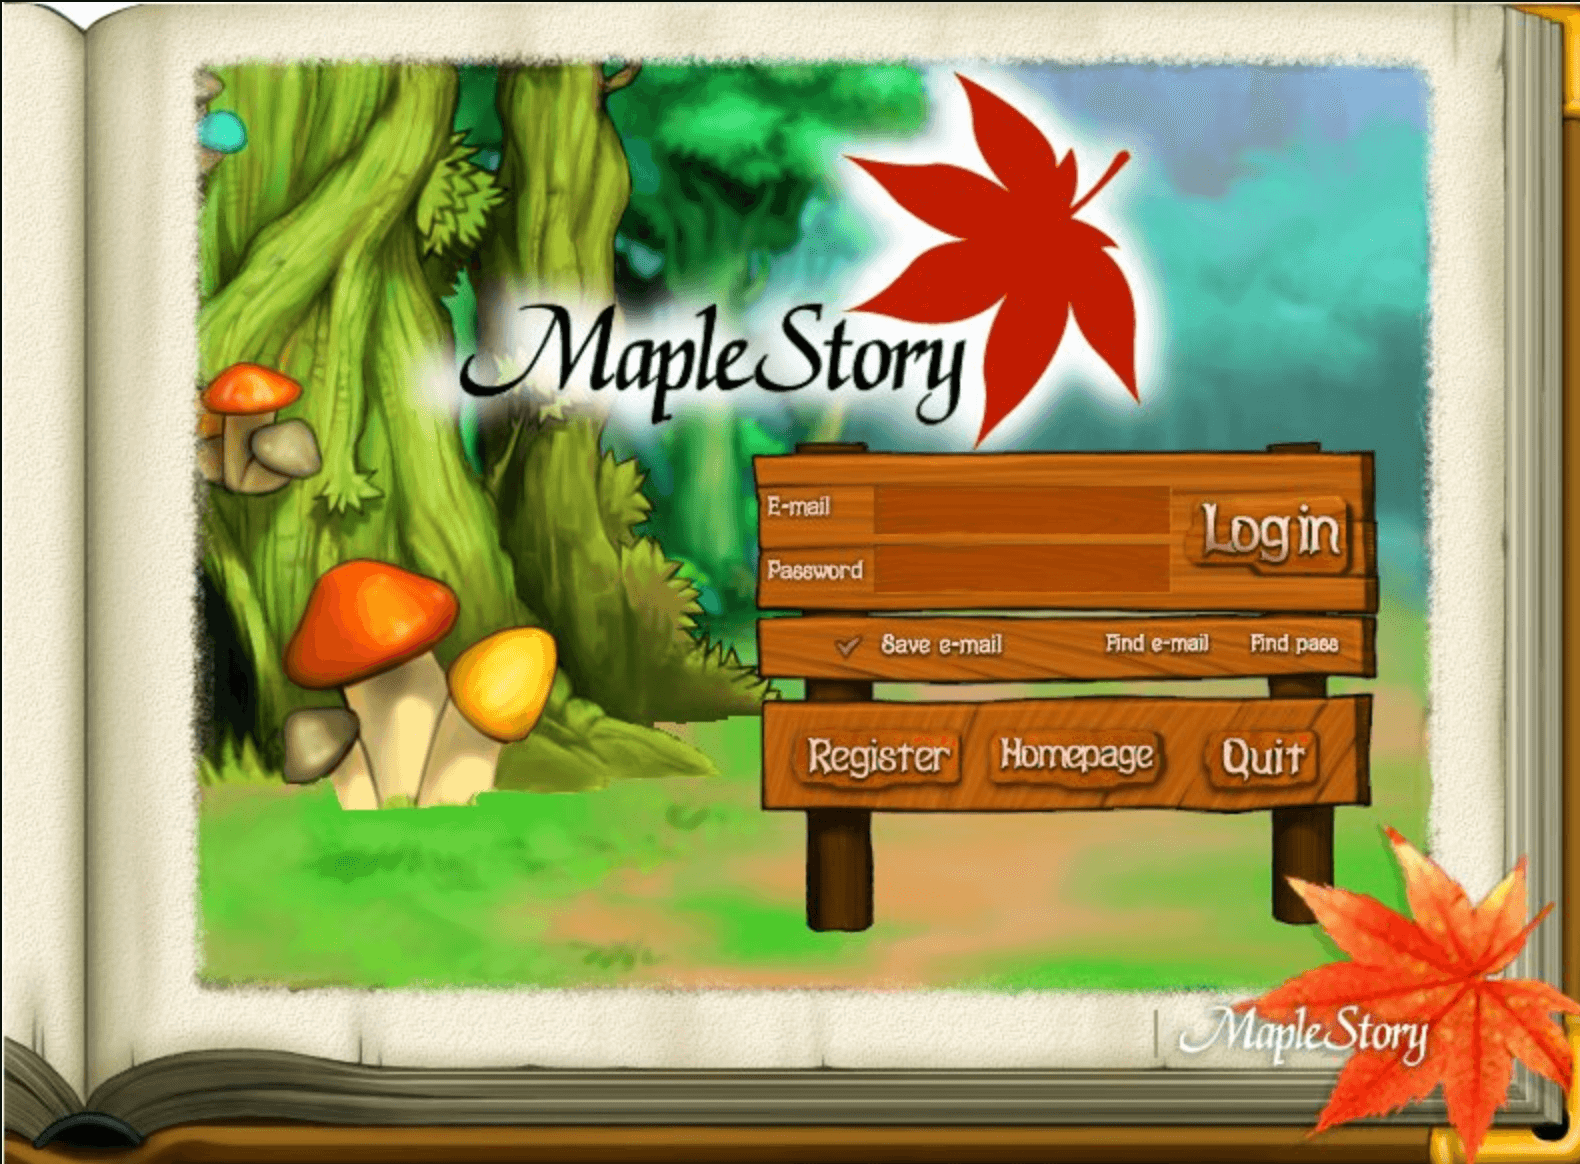 MapleStory
E-mail
Login
Password
Save e-mail
Find e-mail
Find pass
Register
Homepage
Quit
MapleStory